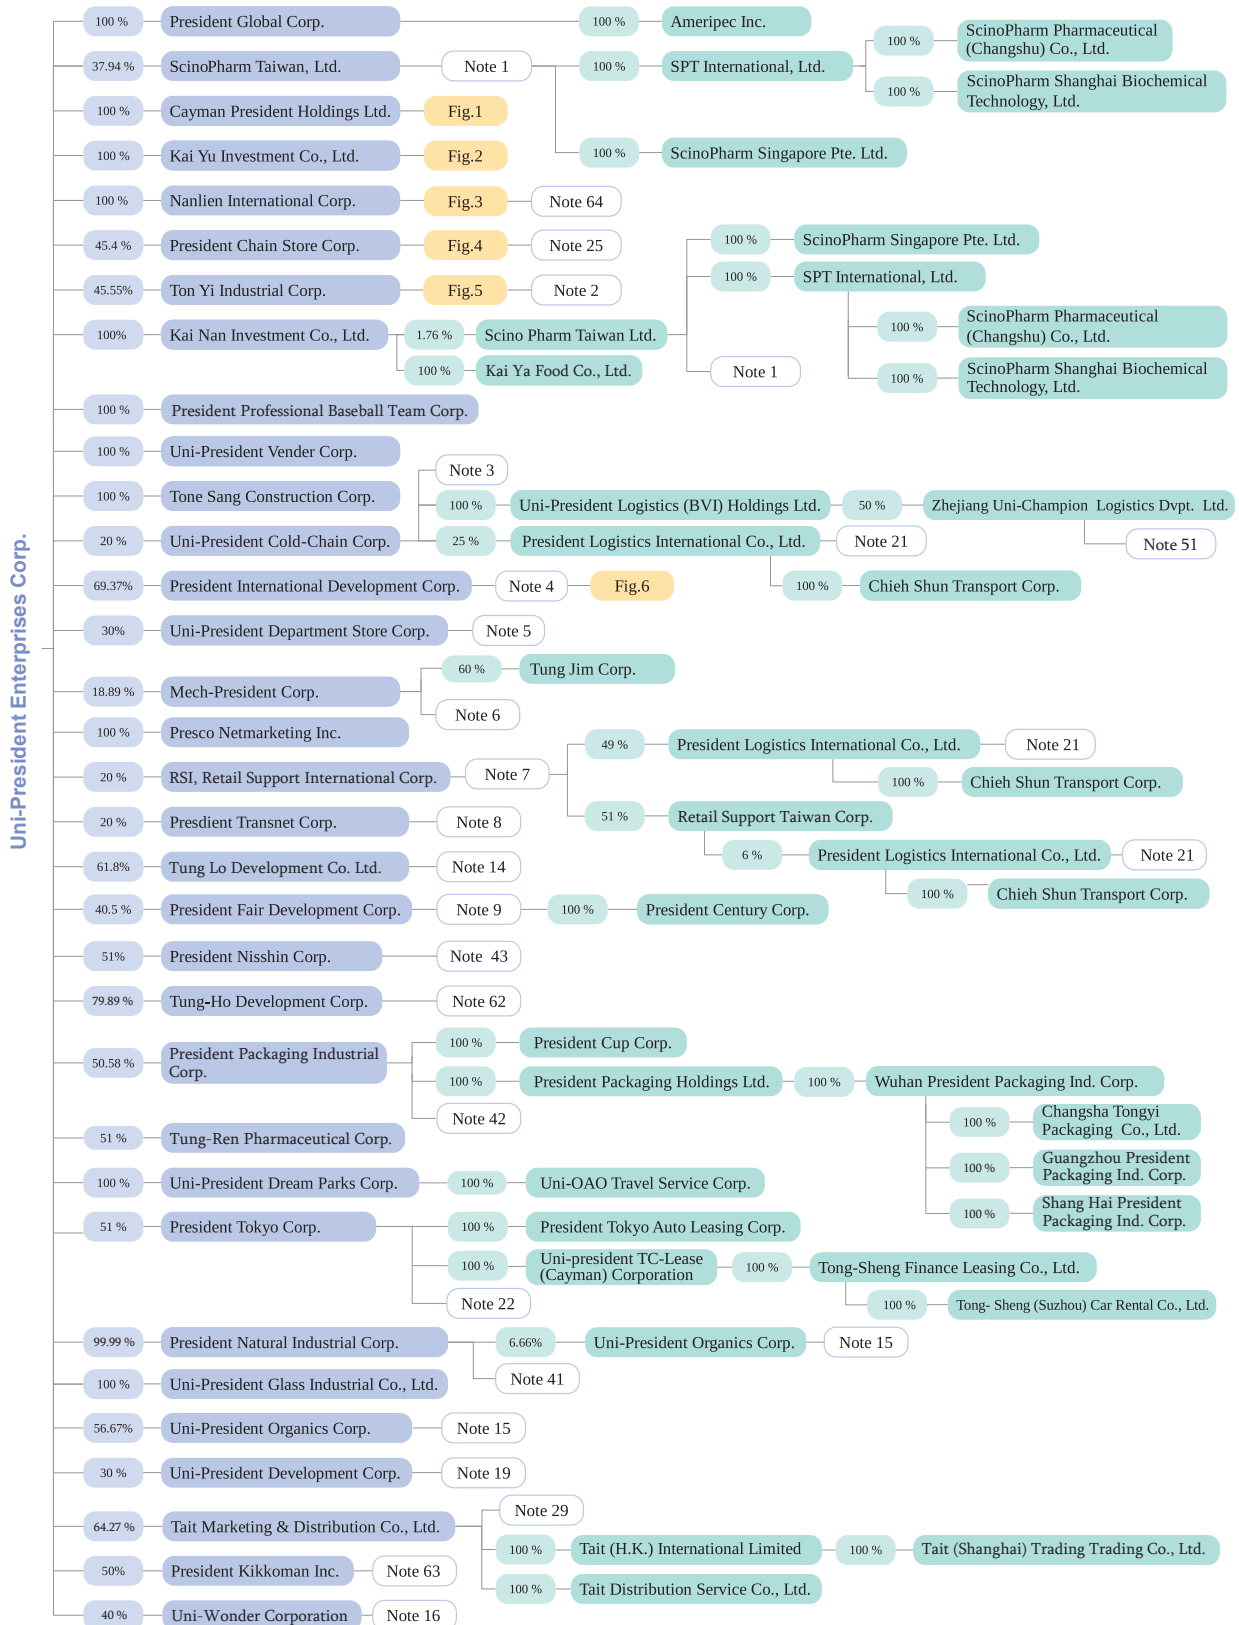 Uni-President Enterprises Corp.
100 % President Global Corp. 100 % Ameripec Inc.
100 % ScinoPharm Pharmaceutical
(Changshu) Co., Ltd.
37.94 % ScinoPharm Taiwan, Ltd. Note 1 100 % SPT International, Ltd.
100 % ScinoPharm Shanghai Biochemical
Technology, Ltd.
100 % Cayman President Holdings Ltd. Fig.1
100 % Kai Yu Investment Co., Ltd. Fig.2 100 % ScinoPharm Singapore Pte. Ltd.
100 % Nanlien International Corp. Fig.3 Note 64
45.4 % President Chain Store Corp. Fig.4 Note 25 100 % ScinoPharm Singapore Pte. Ltd.
100 % SPT International, Ltd.
45.55% Ton Yi Industrial Corp. Fig.5 Note 2
100 % ScinoPharm Pharmaceutical
(Changshu) Co., Ltd.
100% Kai Nan Investment Co., Ltd. 1.76 % Scino Pharm Taiwan Ltd.
100 % Kai Ya Food Co., Ltd. Note 1 100 % ScinoPharm Shanghai Biochemical
Technology, Ltd.
100 % President Professional Baseball Team Corp.
100 % Uni-President Vender Corp.
Note 3
100 % Tone Sang Construction Corp. 100 % Uni-President Logistics (BVI) Holdings Ltd. 50 % Zhejiang Uni-Champion Logistics Dvpt. Ltd.
20 % Uni-President Cold-Chain Corp. 25 % President Logistics International Co., Ltd. Note 21 Note 51
69.37% President International Development Corp. Note 4 Fig.6 100 % Chieh Shun Transport Corp.
30% Uni-President Department Store Corp. Note 5
60 % Tung Jim Corp.
18.89 % Mech-President Corp.
Note 6
100 % Presco Netmarketing Inc.
49 % President Logistics International Co., Ltd. Note 21
20 % RSI, Retail Support International Corp. Note 7 100 % Chieh Shun Transport Corp.
20 % Presdient Transnet Corp. Note 8 51 % Retail Support Taiwan Corp.
6 % President Logistics International Co., Ltd. Note 21
61.8% Tung Lo Development Co. Ltd. Note 14
100 % Chieh Shun Transport Corp.
40.5 % President Fair Development Corp. Note 9 100 % President Century Corp.
51% President Nisshin Corp. Note 43
79.89 % Tung-Ho Development Corp. Note 62
100 % President Cup Corp.
50.58 % President Packaging Industrial
Corp.
100 % President Packaging Holdings Ltd. 100 % Wuhan President Packaging Ind. Corp.
Note 42 100 % Changsha Tongyi
Packaging Co., Ltd.
51 % Tung-Ren Pharmaceutical Corp.
100 % Guangzhou President
Packaging Ind. Corp.
100 % Uni-President Dream Parks Corp. 100 % Uni-OAO Travel Service Corp.
100 % Shang Hai President
Packaging Ind. Corp.
51 % President Tokyo Corp. 100 % President Tokyo Auto Leasing Corp.
100 % Uni-president TC-Lease
(Cayman) Corporation 100 % Tong-Sheng Finance Leasing Co., Ltd.
Note 22 100 % Tong- Sheng (Suzhou) Car Rental Co., Ltd.
99.99 % President Natural Industrial Corp. 6.66% Uni-President Organics Corp. Note 15
100 % Uni-President Glass Industrial Co., Ltd. Note 41
56.67% Uni-President Organics Corp. Note 15
30 % Uni-President Development Corp. Note 19
Note 29
64.27 % Tait Marketing & Distribution Co., Ltd.
100 % Tait (H.K.) International Limited 100 % Tait (Shanghai) Trading Trading Co., Ltd.
50% President Kikkoman Inc. Note 63
100 % Tait Distribution Service Co., Ltd.
40 % Uni-Wonder Corporation Note 16